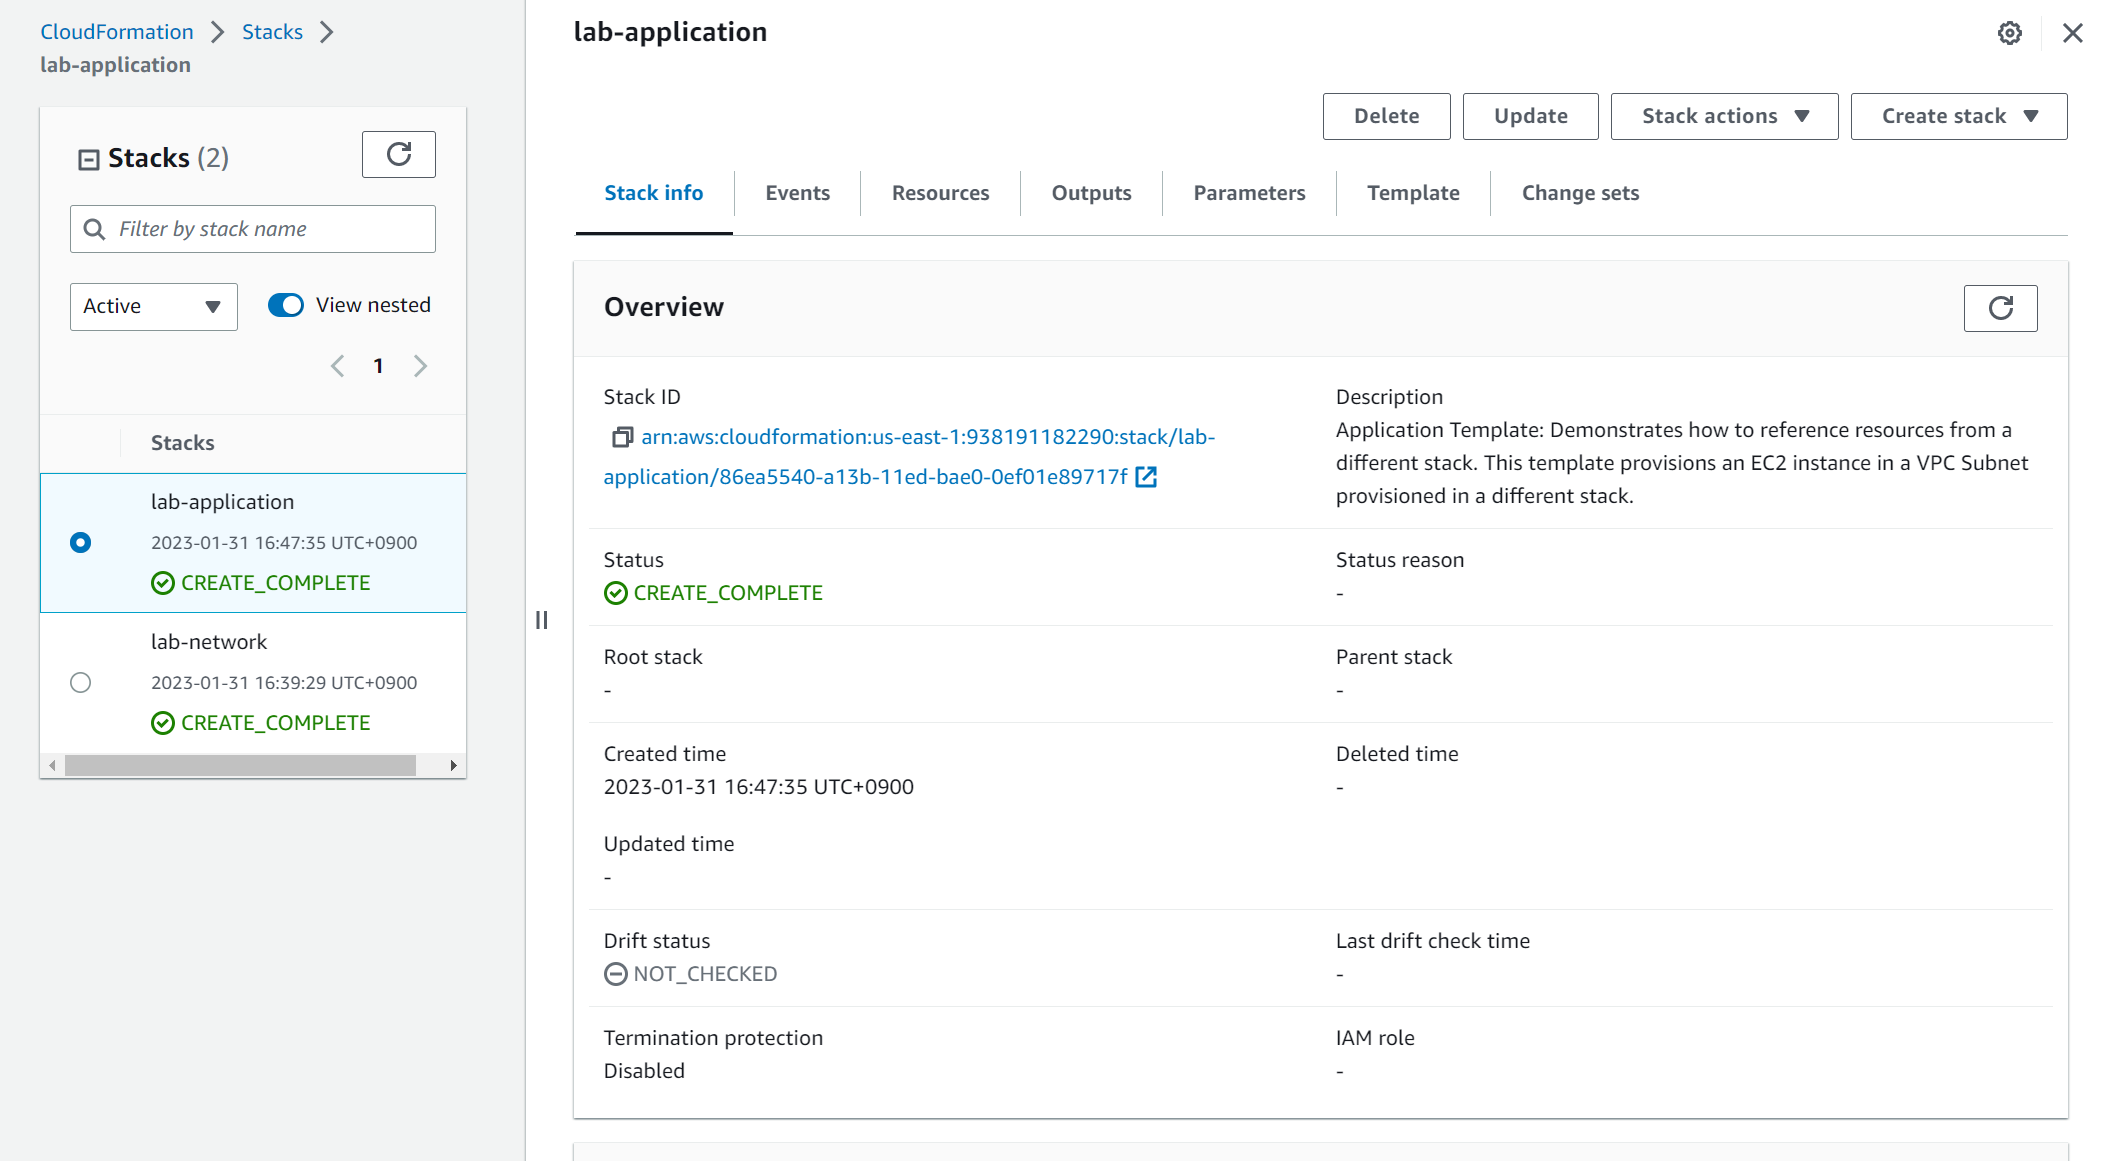 CloudFormation > Stacks >
lab-application
Stacks (2)
Filter by stack name
Active
View nested
1
Stacks
lab-application
2023-01-31 16:47:35 UTC+0900
CREATE_COMPLETE
lab-network
2023-01-31 16:39:29 UTC+0900
CREATE_COMPLETE
lab-application
Delete
Update
Stack actions
Create stack
Stack info
Events
Resources
Outputs
Parameters
Template
Change sets
Overview
Stack ID
arn:aws:cloudformation:us-east-1:938191182290:stack/lab-
application/86ea5540-a13b-11ed-bae0-0ef01e89717f
Description
Application Template: Demonstrates how to reference resources from a
different stack. This template provisions an EC2 instance in a VPC Subnet
provisioned in a different stack.
Status
CREATE_COMPLETE
Status reason
-
Root stack
-
Parent stack
-
Created time
2023-01-31 16:47:35 UTC+0900
Deleted time
-
Updated time
-
Drift status
NOT_CHECKED
Last drift check time
-
Termination protection
Disabled
IAM role
-